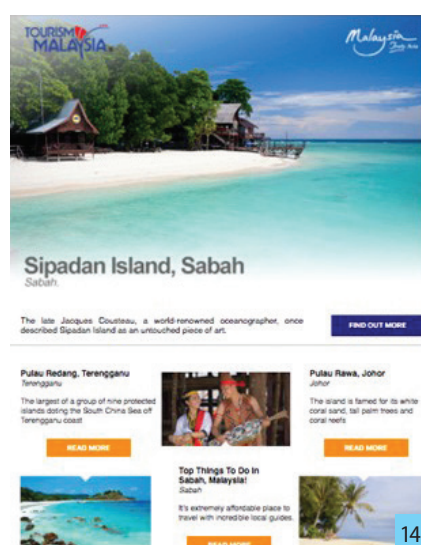 TOURISM
MALAYSIA
Malaysia
Truly Asia
Sipadan Island, Sabah
Sabah.
The late Jacques Cousteau, a world-renowned oceanographer, once
described Sipadan Island as an untouched piece of art.
FIND OUT MORE
Pulau Redang, Terengganu
Terengganu
The largest of a group of nine protected
islands doting the South China Sea off
Terengganu coast
READ MORE
Top Things To Do In
Sabah, Malaysia!
Sabah
It's extremely affordable place to
travel with incredible local guides.
READ MORE
Pulau Rawa, Johor
Johor
The island is famed for its white
coral sand, tall palm trees and
coral reefs
READ MORE
14